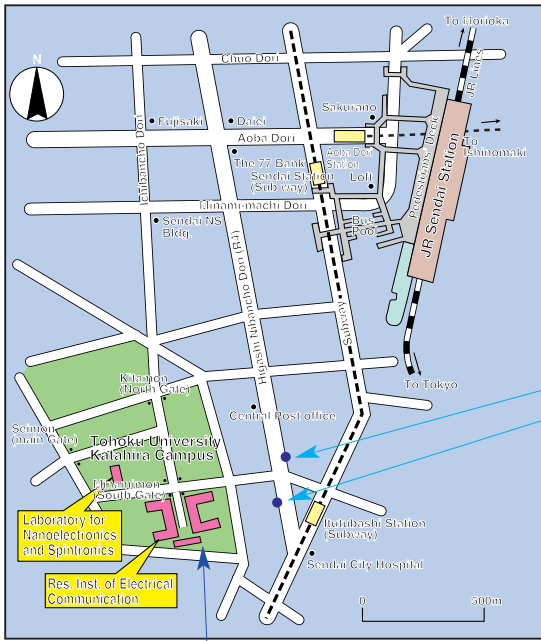 To Morioka
N
JR Lines
Chuo Dori
Sakurano
Fujisaki
Daiei
Ichibancho Dori
Aoba Dori
Aoba Dori
Station
To
Ishinomaki
The 77 Bank
Sendai Station
(Subway)
Loft
Pedestrians' Deck
JR Sendai Station
Minami-machi Dori
Sendai NS
Bldg.
Bus
Pool
Higashi Nibancho Dori (R4)
Subway
To Tokyo
Kitamon
(North Gate)
Central Post office
Seimon
(main Gate)
Tohoku University
Katahira Campus
Minamimon
(South Gate)
Laboratory for
Nanoelectronics
and Spintronics
Itutubashi Station
(Subway)
Res. Inst. of Electrical
Communication
Sendai City Hospital
0
500m